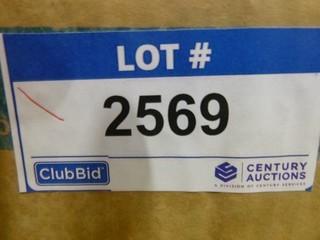 LOT #
2569
ClubBid
CENTURY
AUCTIONS
A DIVISION OF CENTURY SERVICES